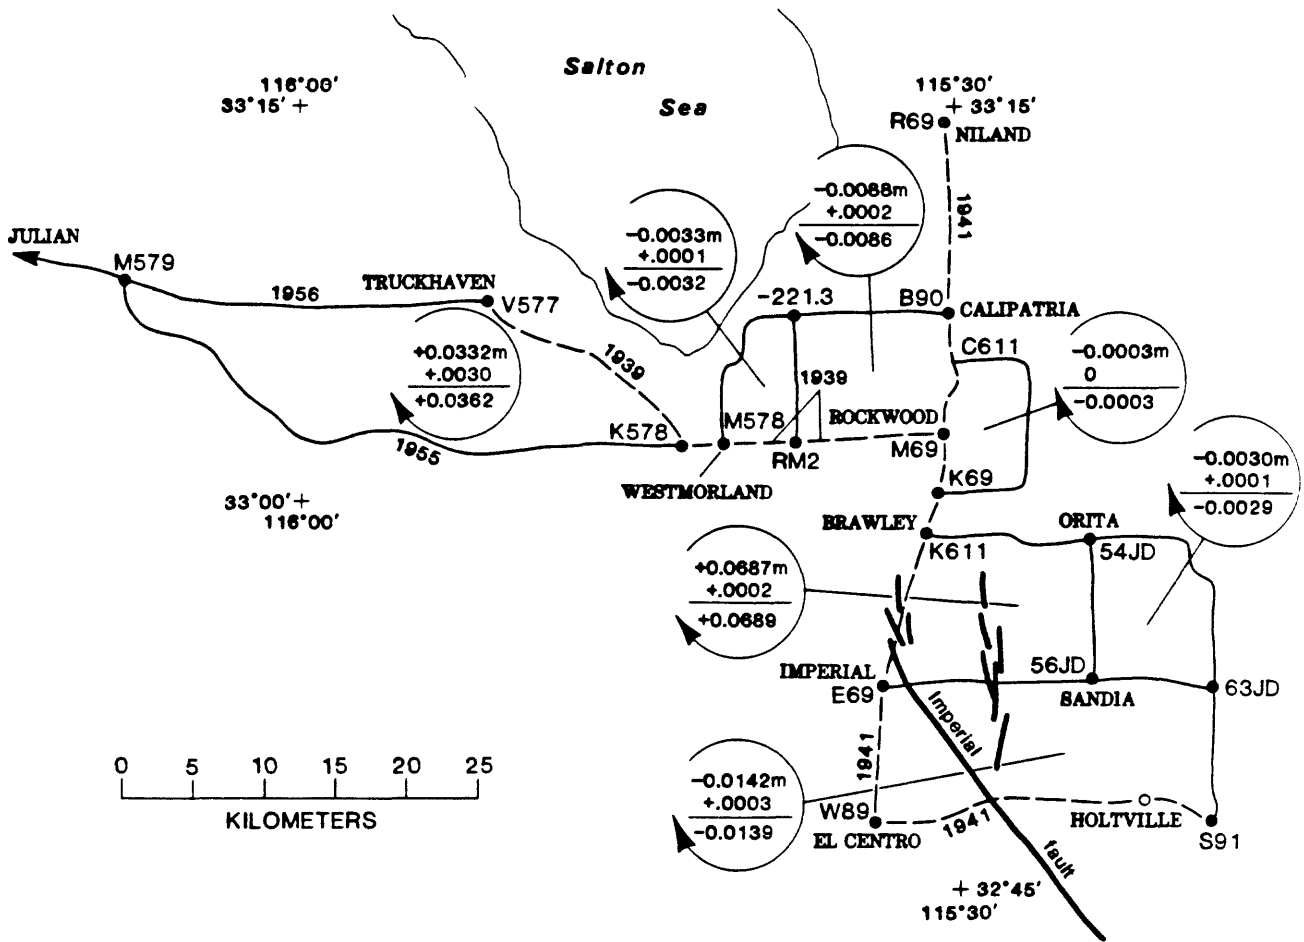 Salton
Sea
116°00'
33°15' +
115°30'
+ 33°15'
R69
NILAND
1941
-0.0088m
+.0002
-0.0086
-0.0033m
+.0001
-0.0032
JULIAN
M579
TRUCKHAVEN
1956
V577
-221.3
B90
CALIPATRIA
C611
1939
+0.0332m
+.0030
+0.0362
-0.0003m
0
-0.0003
1939
ROCKWOOD
K578
M578
RM2
M69
1955
WESTMORLAND
K69
-0.0030m
+.0001
-0.0029
33°00' +
116°00'
BRAWLEY
K611
ORITA
54JD
+0.0687m
+.0002
+0.0689
IMPERIAL
E69
56JD
SANDIA
63JD
Imperial
fault
1941
-0.0142m
+.0003
-0.0139
W89
EL CENTRO
1941
HOLTVILLE
S91
0 5 10 15 20 25
KILOMETERS
+ 32°45'
115°30'